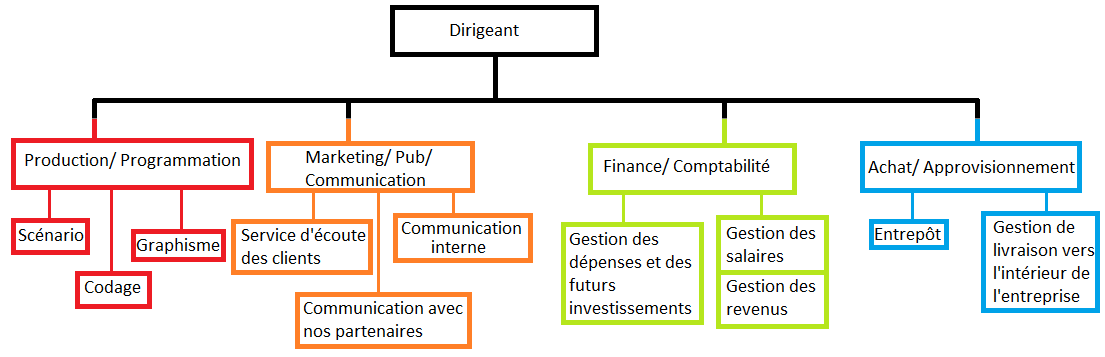 Dirigeant
Production/ Programmation
Marketing/ Pub/
Communication
Finance/ Comptabilité
Achat/ Approvisionnement
Scénario
Codage
Graphisme
Service d'écoute
des clients
Communication avec
nos partenaires
Communication
interne
Gestion des
dépenses et des
futurs
investissements
Gestion des
salaires
Gestion des
revenus
Entrepôt
Gestion de
livraison vers
l'intérieur de
l'entreprise